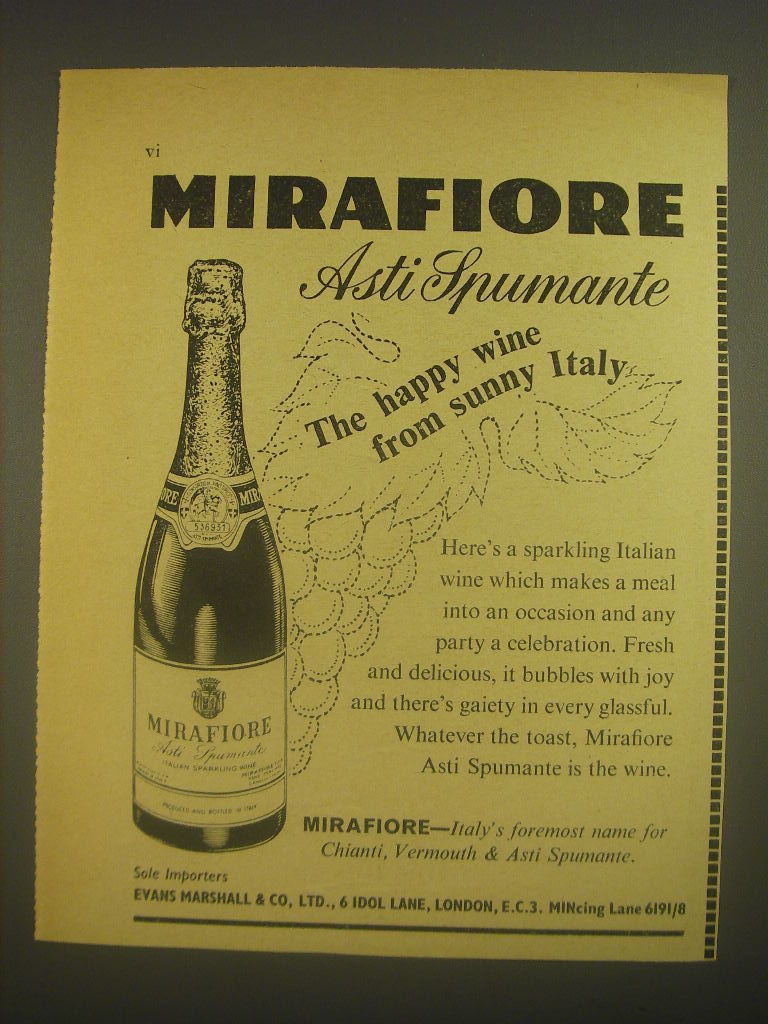 vi
MIRAFIORE
Asti Spumante
The happy wine
from sunny Italy
Here's a sparkling Italian
wine which makes a meal
into an occasion and any
party a celebration. Fresh
and delicious, it bubbles with joy
and there's gaiety in every glassful.
Whatever the toast, Mirafiore
Asti Spumante is the wine.
ORE MIR
536931
MIRAFIORE
Asti Spumante
ITALIAN SPARKLING WINE
PRODUCED AND BOTTLED IN ITALY
MIRAFIORE—Italy's foremost name for
Chianti, Vermouth & Asti Spumante.
Sole Importers
EVANS MARSHALL & CO, LTD., 6 IDOL LANE, LONDON, E.C.3. MINcing Lane 6191/8